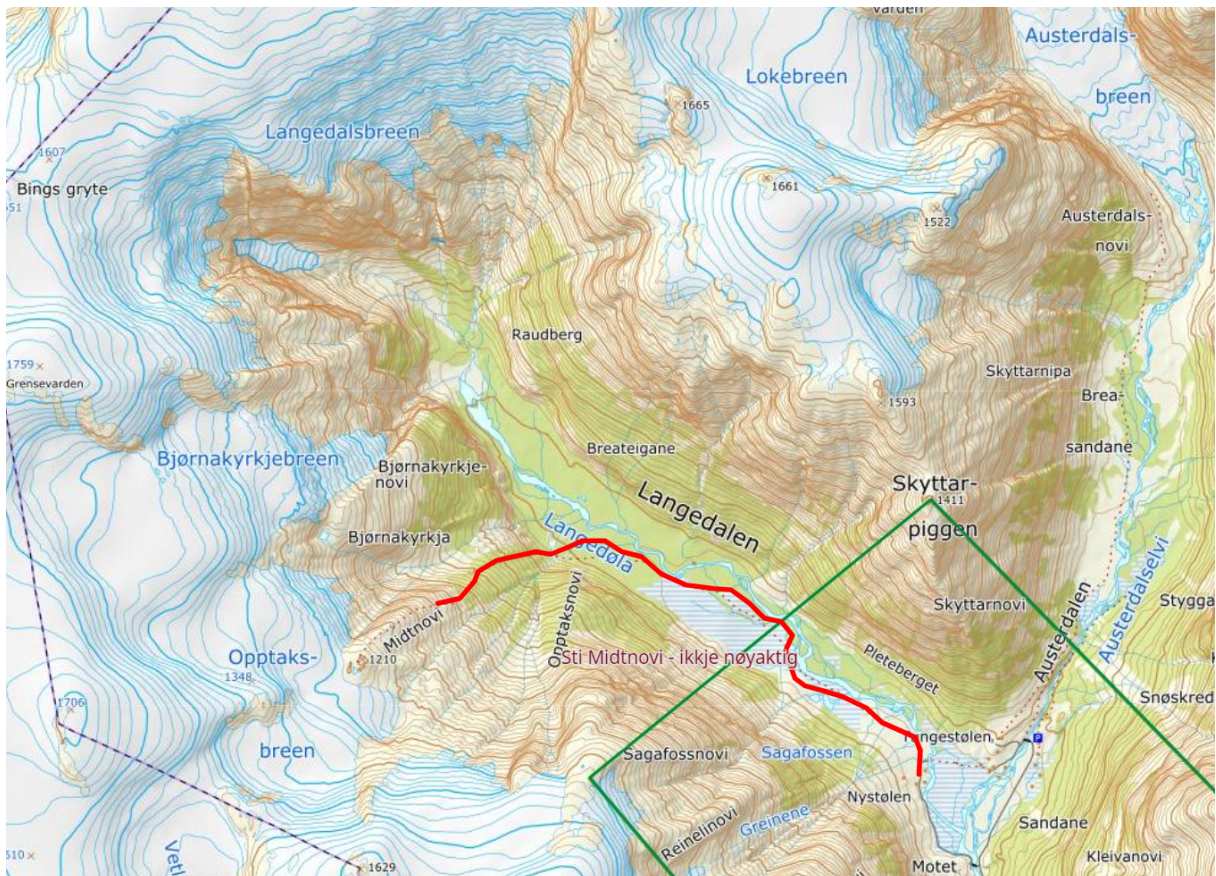 varden
Austerdals-
breen
Lokebreen
1665
Langedalsbreen
1607
Bings gryte
1661
1522
Austerdals-
novi
Raudberg
1759
Grensevarden
Skyttarnipa
1593
Brea-
sandane
Breateigane
Bjørnakyrkjebreen
Bjørnakyrkje-
novi
Langedalen
Skyttar-
1411
piggen
Bjørnakyrkja
Langedøla
Skyttarnovi
Austerdalen
Austerdalselvi
Midtnovi
Opptaksnovi
1210
Sti Midtnovi - ikkje nøyaktig
Pleteberget
Opptaks-
1348
breen
1706
Snøskred
Sagafossnovi
Sagafossen
P
Nystølen
Reinelinovi
Greinene
Sandane
Kleivanovi
Motet
1629